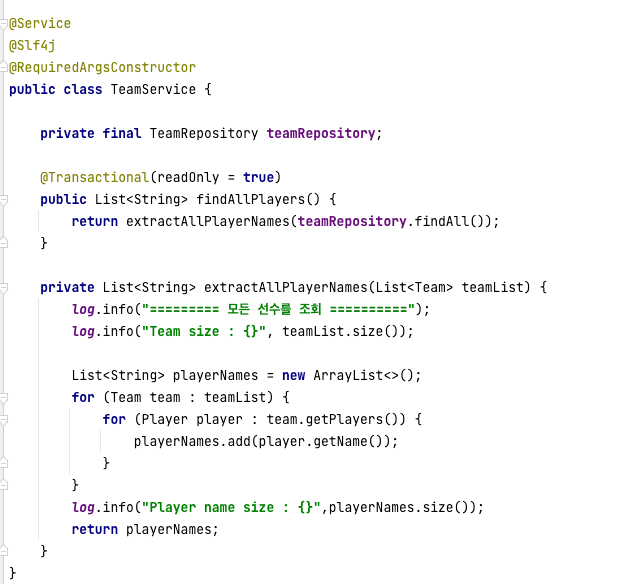 @Service
@Slf4j
@RequiredArgsConstructor
public class TeamService {
private final TeamRepository teamRepository;
@Transactional(readOnly = true)
public List<String> findAllPlayers() {
return extractAllPlayerNames(teamRepository.findAll());
}
private List<String> extractAllPlayerNames(List<Team> teamList) {
log.info("========= 모든 선수를 조회 ==========");
log.info("Team size : {}", teamList.size());
List<String> playerNames = new ArrayList<>();
for (Team team : teamList) {
for (Player player : team.getPlayers()) {
playerNames.add(player.getName());
}
}
log.info("Player name size : {}",playerNames.size());
return playerNames;
}
}